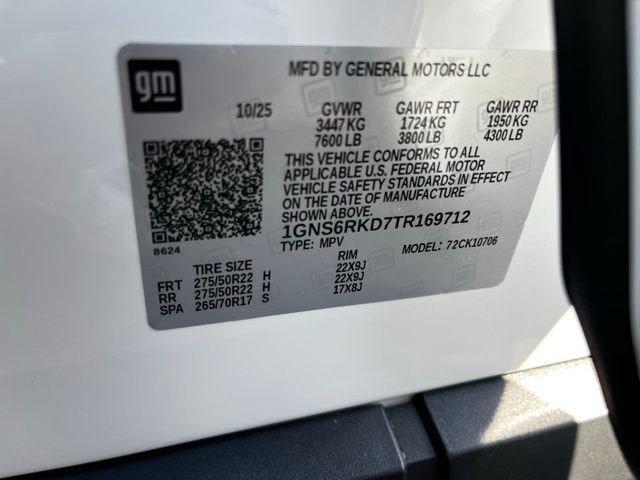 gm
MFD BY GENERAL MOTORS LLC
10/25 GVWR GAWR FRT GAWR RR
3447 KG 1724 KG 1950 KG
7600 LB 3800 LB 4300 LB
THIS VEHICLE CONFORMS TO ALL
APPLICABLE U.S. FEDERAL MOTOR
VEHICLE SAFETY STANDARDS IN EFFECT
ON THE DATE OF MANUFACTURE
SHOWN ABOVE.
1GNS6RKD7TR169712
8624
TYPE: MPV MODEL: 72CK10706
TIRE SIZE RIM
FRT 275/50R22 H 22X9J
RR 275/50R22 H 22X9J
SPA 265/70R17 S 17X8J